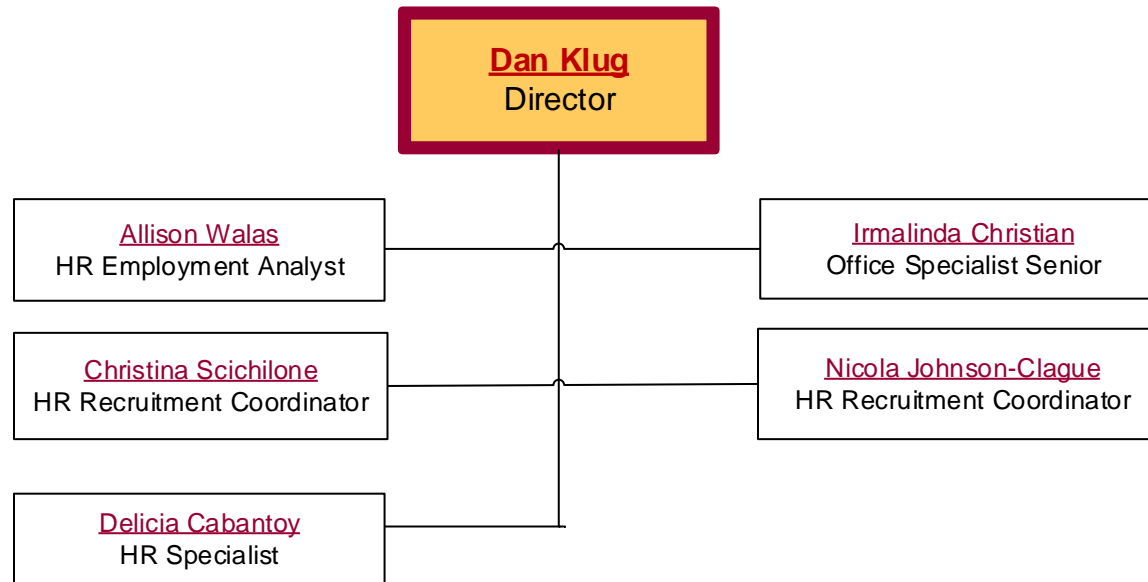 Dan Klug
Director
Allison Walas
HR Employment Analyst
Irmalinda Christian
Office Specialist Senior
Christina Scichilone
HR Recruitment Coordinator
Nicola Johnson-Clague
HR Recruitment Coordinator
Delicia Cabantoy
HR Specialist